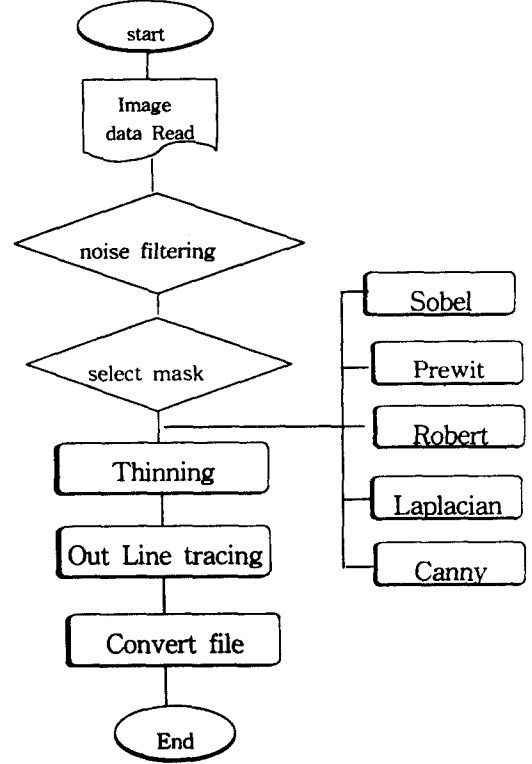 start
Image
data Read
noise filtering
select mask
Sobel
Prewit
Robert
Laplacian
Canny
Thinning
Out Line tracing
Convert file
End